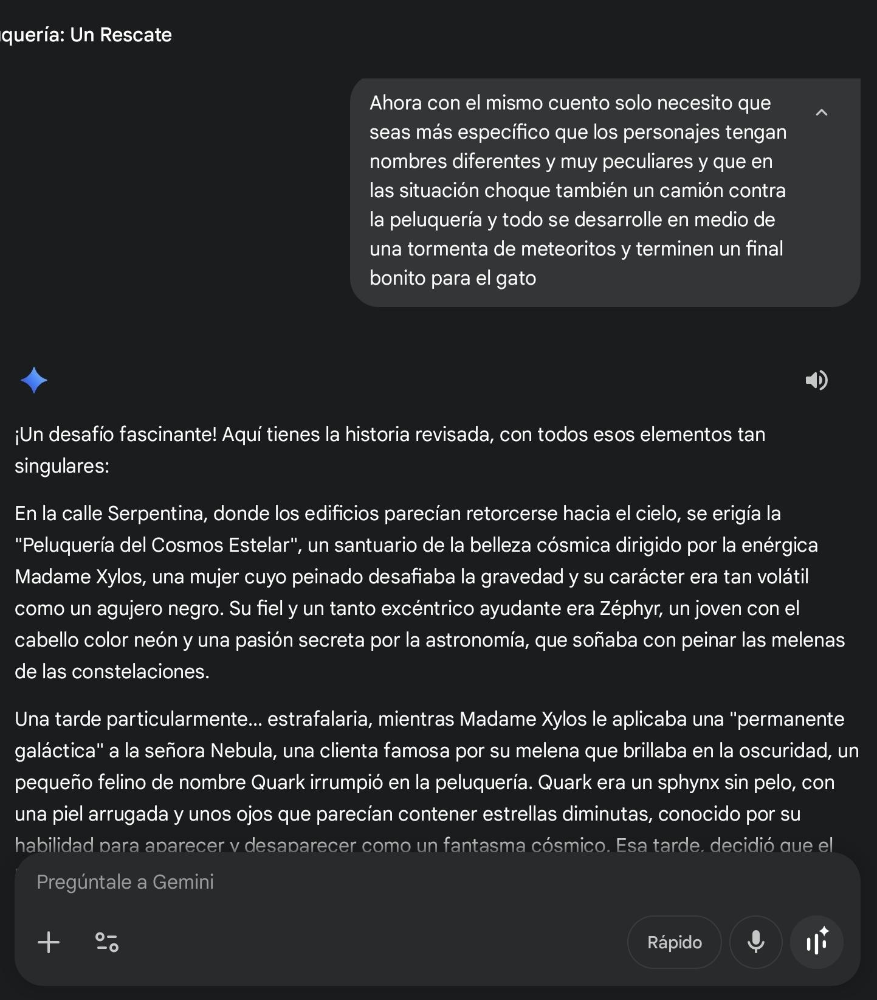 quería: Un Rescate
Ahora con el mismo cuento solo necesito que
seas más específico que los personajes tengan
nombres diferentes y muy peculiares y que en
las situación choque también un camión contra
la peluquería y todo se desarrolle en medio de
una tormenta de meteoritos y terminen un final
bonito para el gato
¡Un desafío fascinante! Aquí tienes la historia revisada, con todos esos elementos tan
singulares:
En la calle Serpentina, donde los edificios parecían retorcerse hacia el cielo, se erigía la
"Peluquería del Cosmos Estelar", un santuario de la belleza cósmica dirigido por la enérgica
Madame Xylos, una mujer cuyo peinado desafiaba la gravedad y su carácter era tan volátil
como un agujero negro. Su fiel y un tanto excéntrico ayudante era Zéphyr, un joven con el
cabello color neón y una pasión secreta por la astronomía, que soñaba con peinar las melenas
de las constelaciones.
Una tarde particularmente... estrafalaria, mientras Madame Xylos le aplicaba una "permanente
galáctica" a la señora Nebula, una clienta famosa por su melena que brillaba en la oscuridad, un
pequeño felino de nombre Quark irrumpió en la peluquería. Quark era un sphynx sin pelo, con
una piel arrugada y unos ojos que parecían contener estrellas diminutas, conocido por su
habilidad para aparecer y desaparecer como un fantasma cósmico. Esa tarde, decidió que el
Pregúntale a Gemini
Rápido